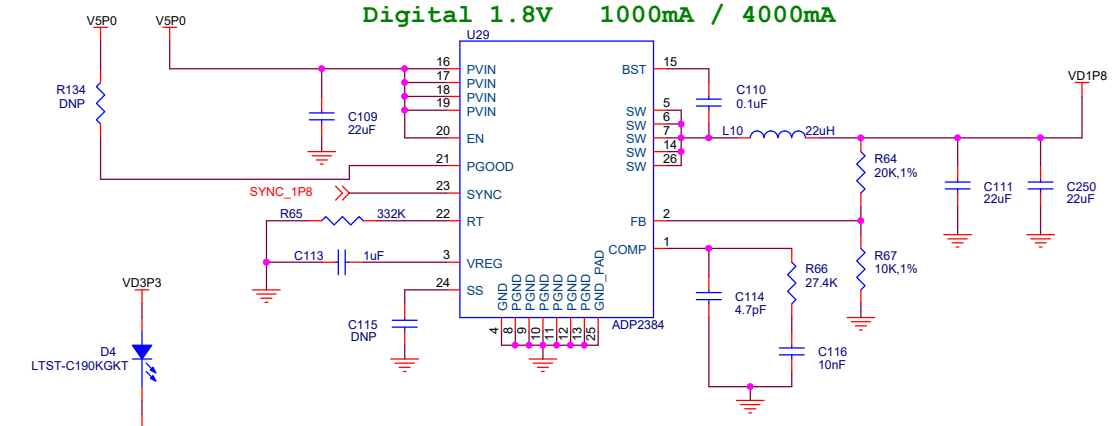 Digital 1.8V 1000mA / 4000mA
V5P0
V5P0
U29
R134
DNP
C109
22uF
16 PVIN
17 PVIN
18 PVIN
19 PVIN
20 EN
21 PGOOD
SYNC_1P8
23 SYNC
R65 332K
22 RT
C113 1uF
3 VREG
24 SS
C115
DNP
BST 15
SW 5
SW 6
SW 7
SW 14
SW 26
FB 2
COMP 1
GND
PGND
PGND
PGND
PGND
PGND
PGND
GND_PAD
4
8
9
10
11
12
13
25
ADP2384
C110
0.1uF
L10 22uH
VD1P8
R64
20K,1%
C111
22uF
C250
22uF
R67
10K,1%
R66
27.4K
C114
4.7pF
C116
10nF
VD3P3
D4
LTST-C190KGKT